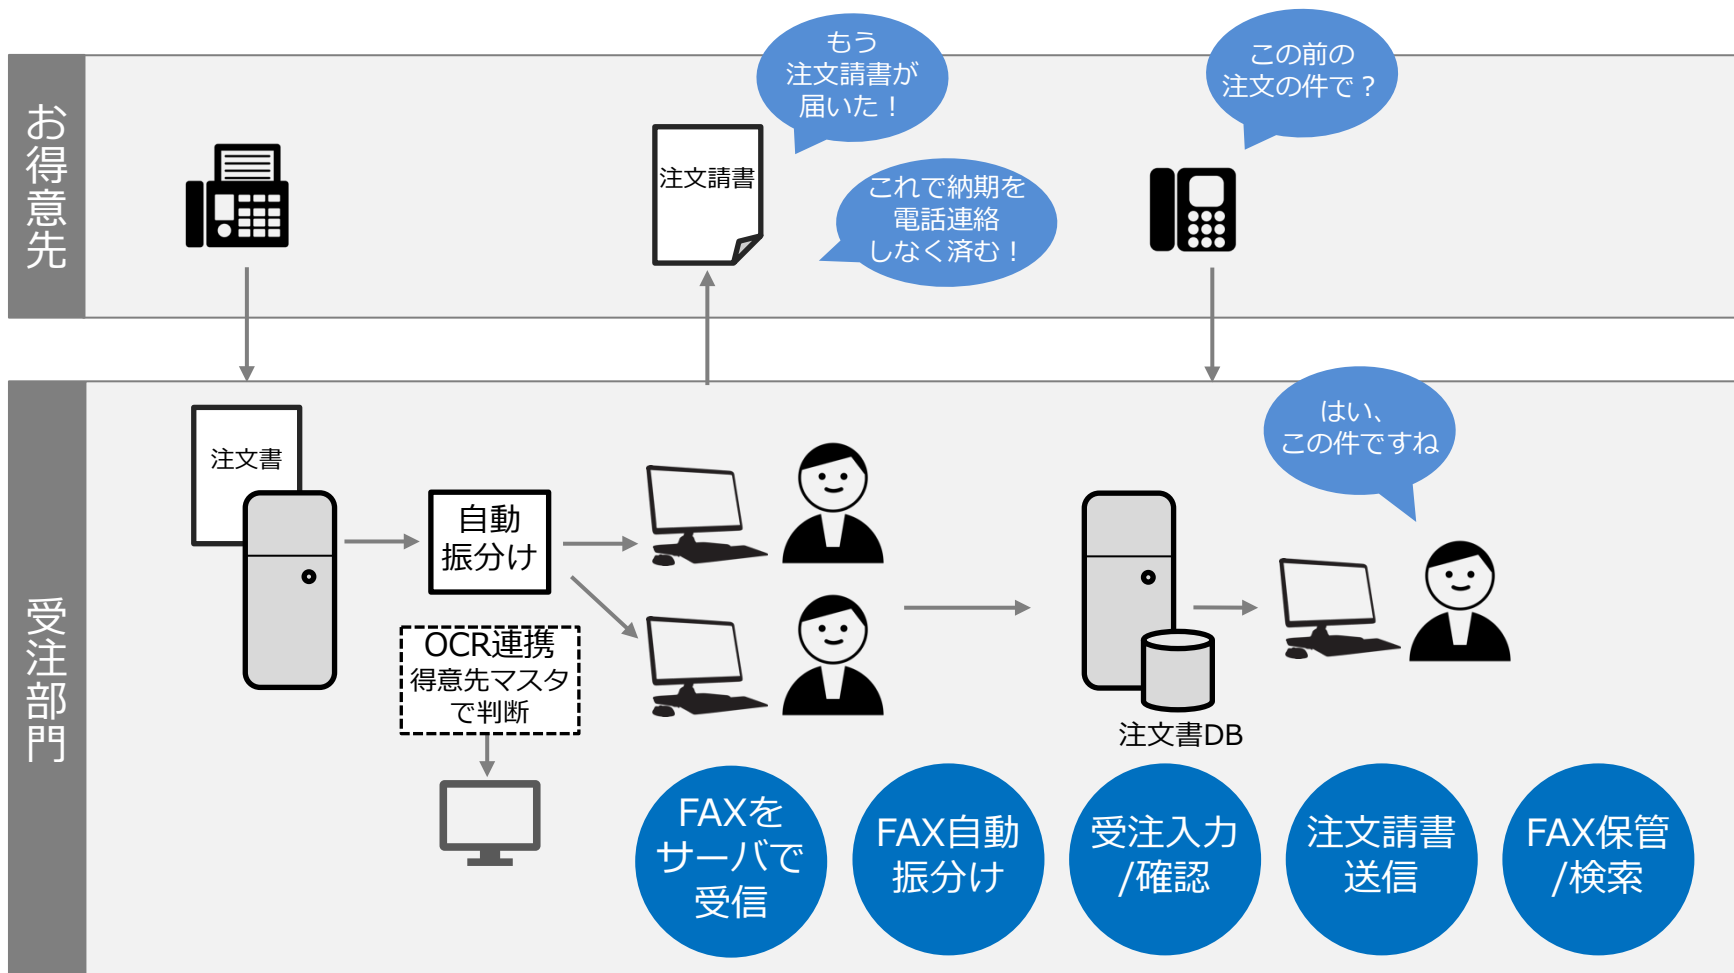 お得意先
もう
注文請書が
届いた！
この前の
注文の件で？
注文請書
これで納期を
電話連絡
しなく済む！
受注部門
注文書
自動
振分け
OCR連携
得意先マスタ
で判断
はい、
この件ですね
注文書DB
FAXを
サーバで
受信
FAX自動
振分け
受注入力
/確認
注文請書
送信
FAX保管
/検索